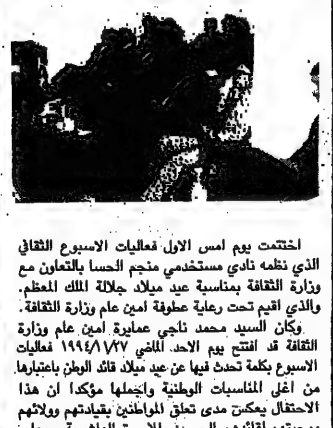 اختتمت يوم امس الاول فعاليات الاسبوع الثقافي
الذي نظمه نادي مستخدمي منجم الحسا بالتعاون مع
وزارة الثقافة بمناسبة عيد ميلاد جلالة الملك المعظم.
والذي اقيم تحت رعاية عطوفة امين عام وزارة الثقافة.
وكان السيد محمد ناجي عمايرة امين عام وزارة
الثقافة قد افتتح يوم الاحد الماضي ١٩٩٤/١١/٢٧ فعاليات
الاسبوع بكلمة تحدث فيها عن عيد ميلاد قائد الوطن باعتبارها
من اغلى المناسبات الوطنية واجملها مؤكدا ان هذا
الاحتفال يعكس مدى تعلق المواطنين بقيادتهم وولائهم